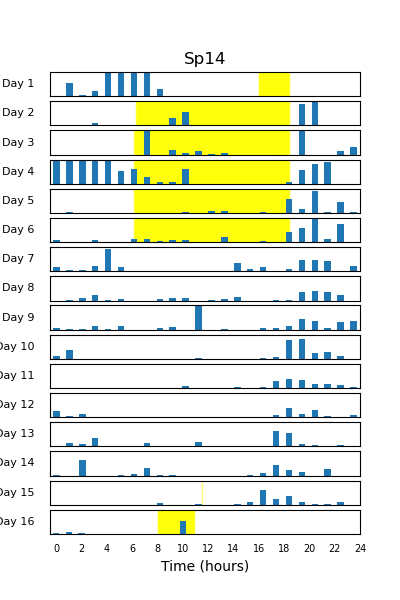 Sp14
Day 1
Day 2
Day 3
Day 4
Day 5
Day 6
Day 7
Day 8
Day 9
Day 10
Day 11
Day 12
Day 13
Day 14
Day 15
Day 16
0 2 4 6 8 10 12 14 16 18 20 22 24
Time (hours)